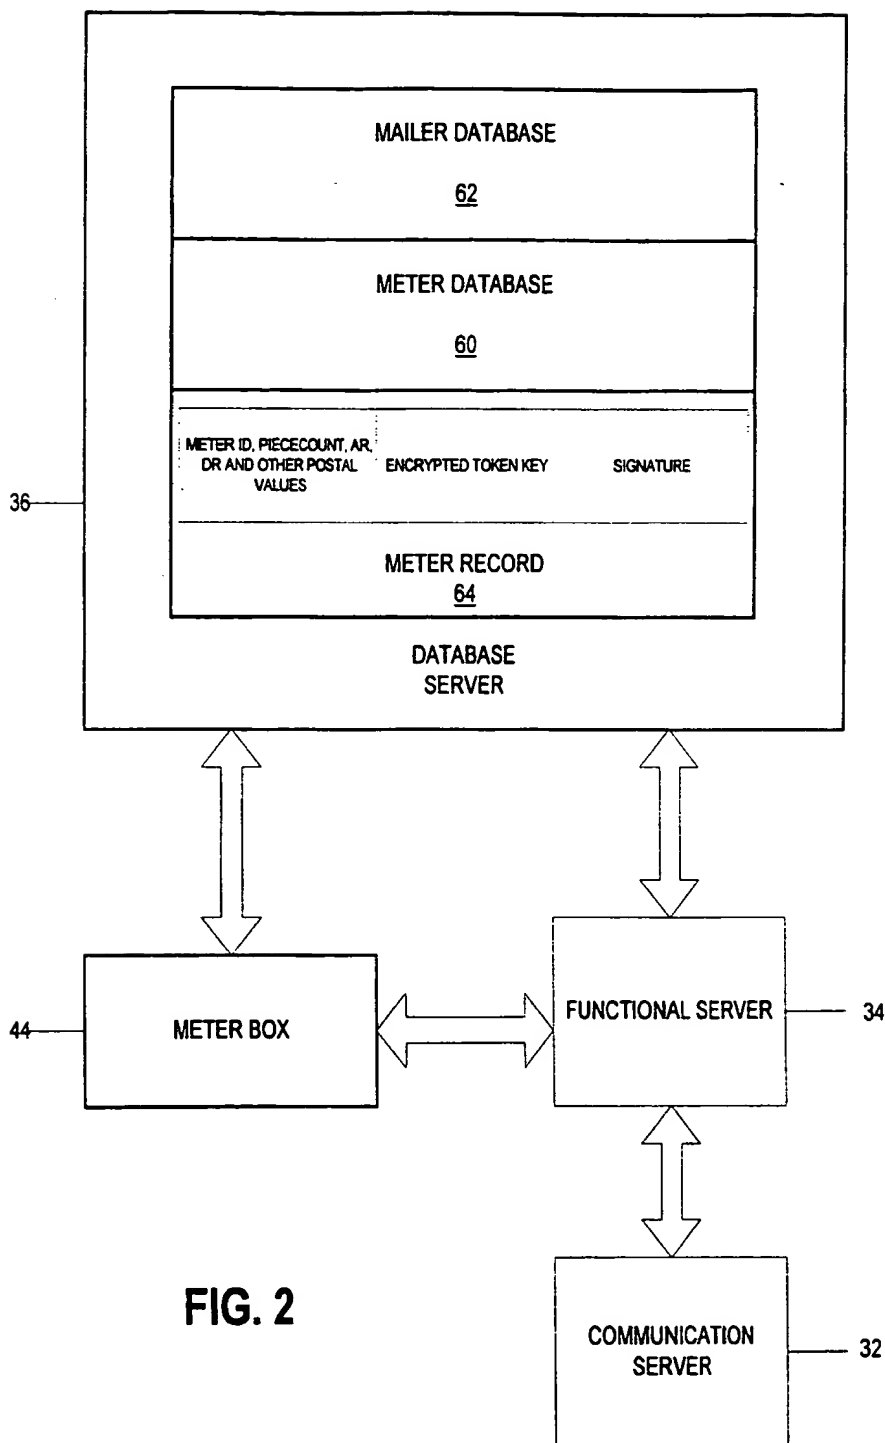 MAILER DATABASE
62
METER DATABASE
60
METER ID, PIECECOUNT, AR,
DR AND OTHER POSTAL
VALUES
ENCRYPTED TOKEN KEY
SIGNATURE
METER RECORD
64
DATABASE
SERVER
36
METER BOX
44
FUNCTIONAL SERVER
34
COMMUNICATION
SERVER
32
FIG. 2